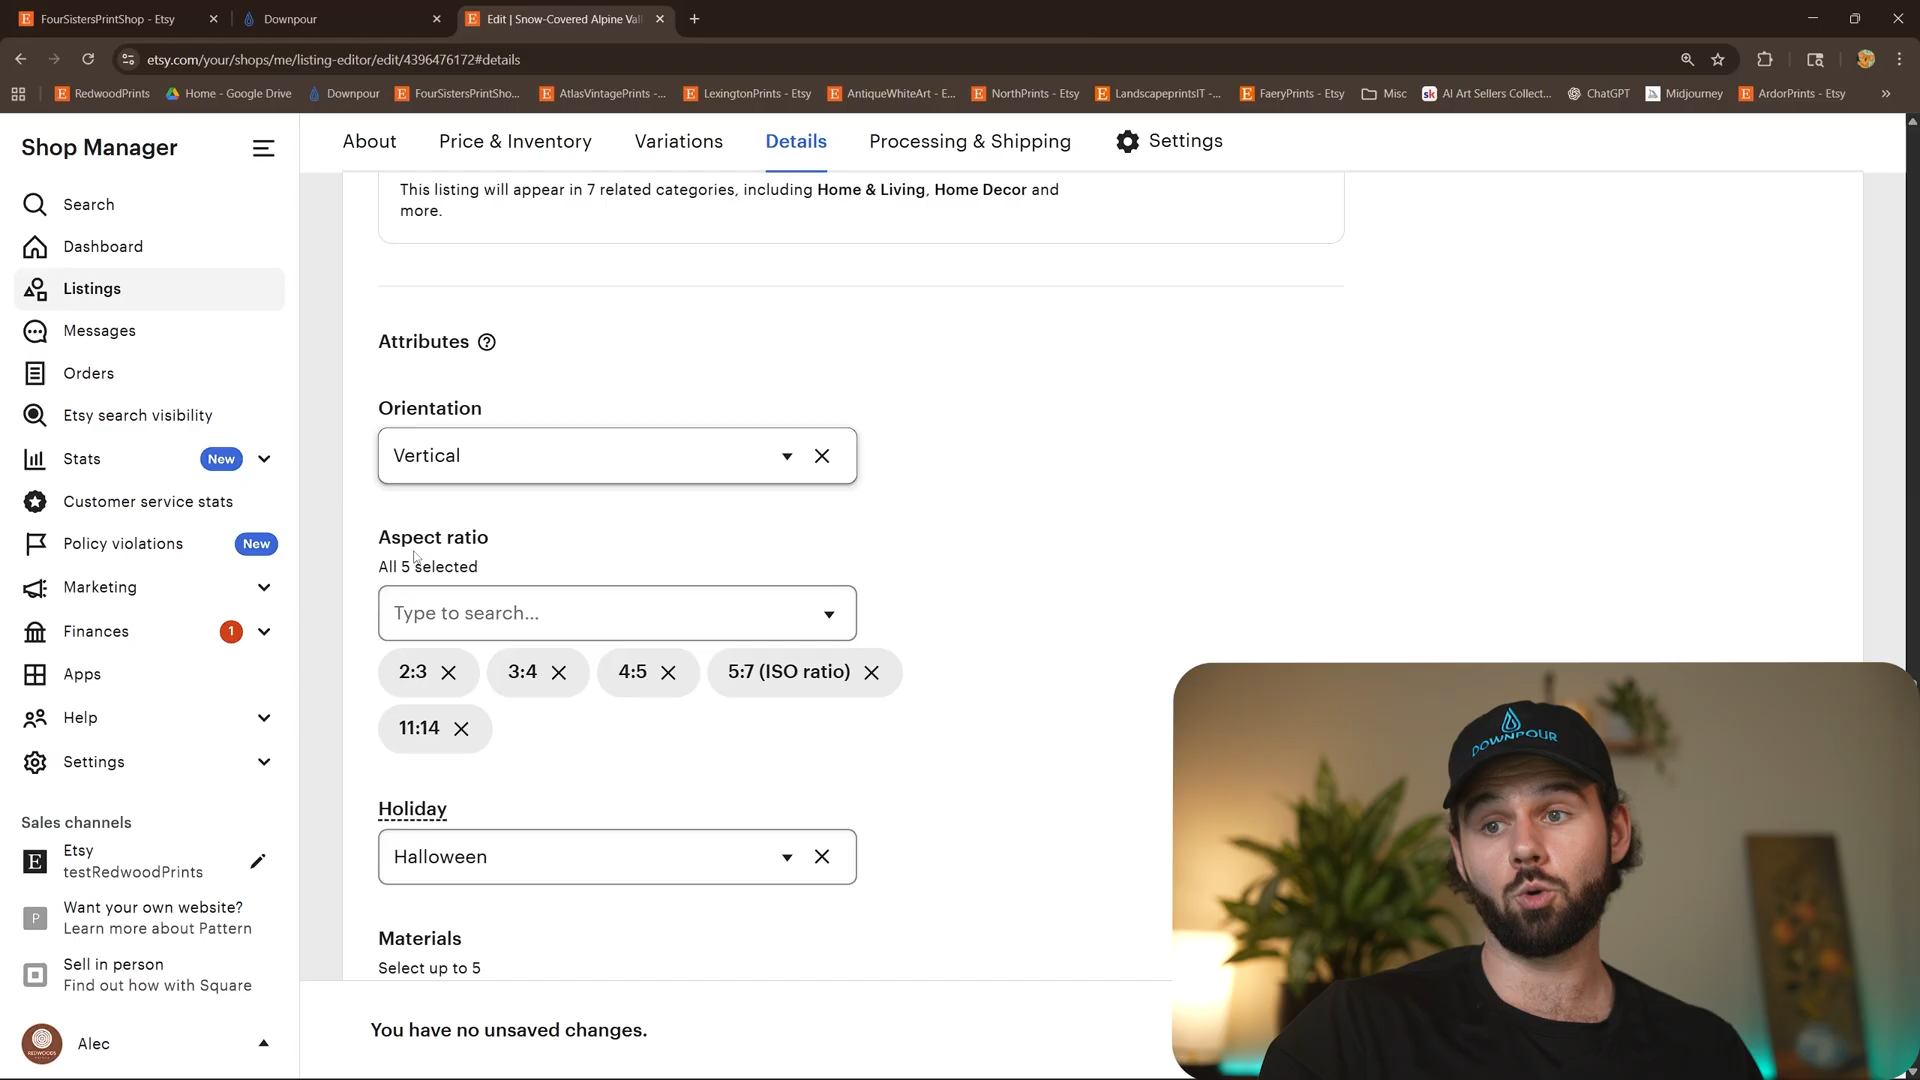 FourSistersPrintShop - Etsy
Downpour
Edit | Snow-Covered Alpine Val
etsy.com/your/shops/me/listing-editor/edit/4396476172#details
RedwoodPrints
Home - Google Drive
Downpour
FourSistersPrintSho...
AtlasVintagePrints -...
LexingtonPrints - Etsy
AntiqueWhiteArt - E...
NorthPrints - Etsy
LandscapeprintsIT -...
FaeryPrints - Etsy
Misc
AI Art Sellers Collect...
ChatGPT
Midjourney
ArdorPrints - Etsy
Shop Manager
Search
Dashboard
Listings
Messages
Orders
Etsy search visibility
Stats New
Customer service stats
Policy violations New
Marketing
Finances 1
Apps
Help
Settings
Sales channels
Etsy
testRedwoodPrints
Want your own website?
Learn more about Pattern
Sell in person
Find out how with Square
Alec
About
Price & Inventory
Variations
Details
Processing & Shipping
Settings
This listing will appear in 7 related categories, including Home & Living, Home Decor and
more.
Attributes
Orientation
Vertical
Aspect ratio
All 5 selected
Type to search...
2:3
3:4
4:5
5:7 (ISO ratio)
11:14
Holiday
Halloween
Materials
Select up to 5
You have no unsaved changes.
DOWNPOUR